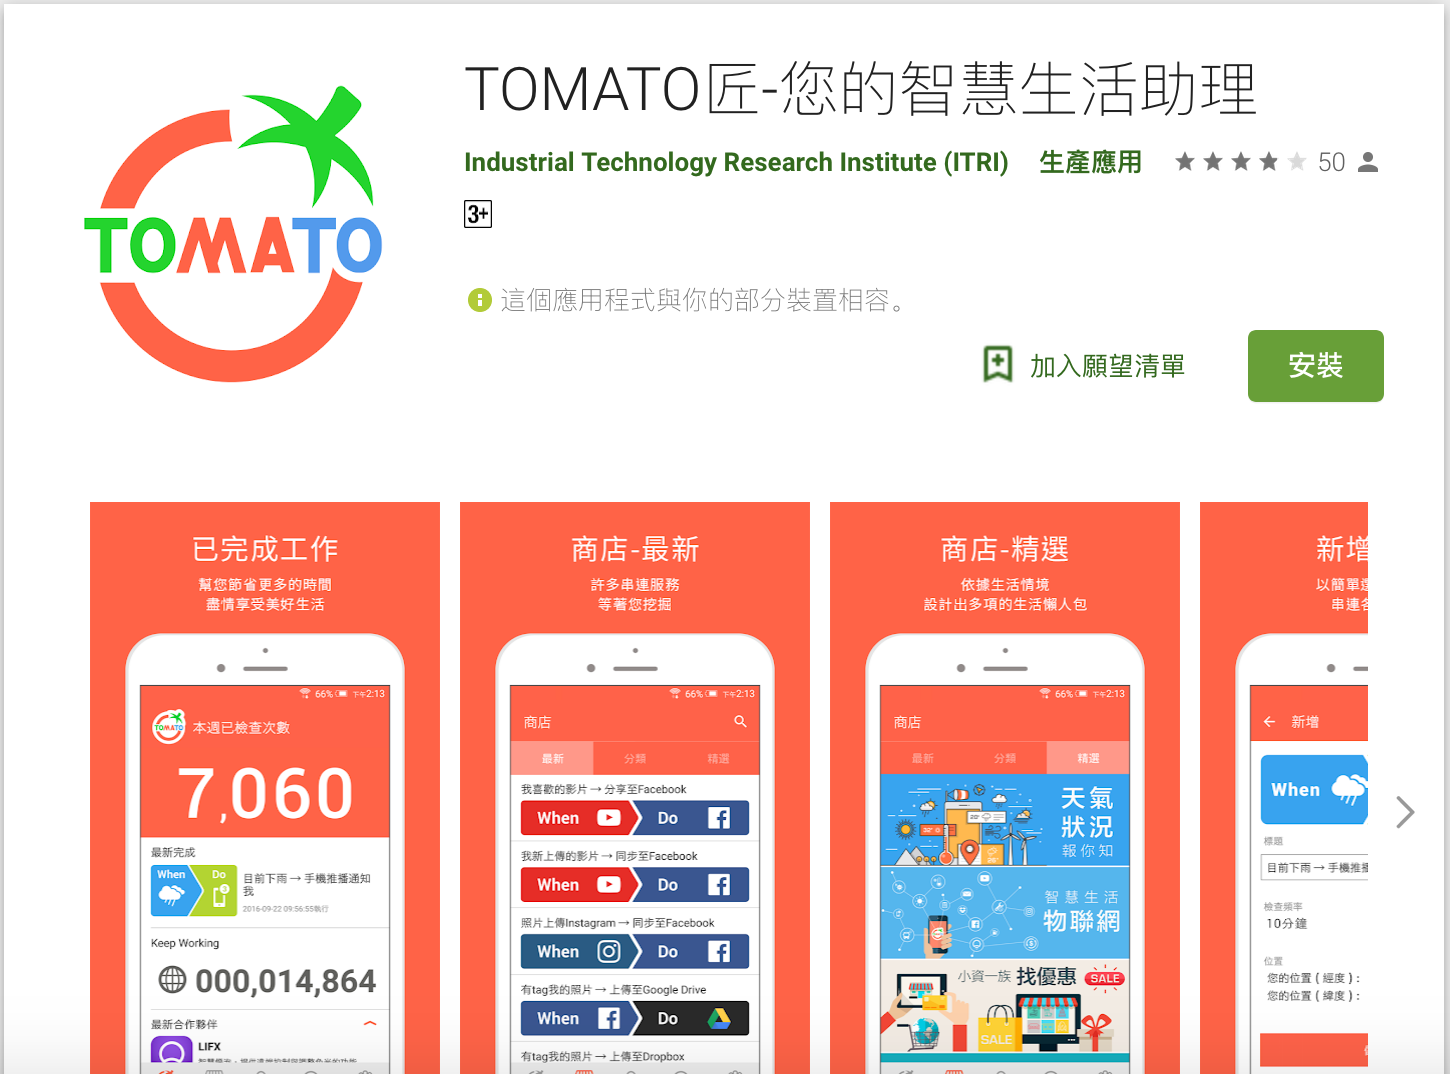 TOMATO匠-您的智慧生活助理
Industrial Technology Research Institute (ITRI) 生產應用 50
3+
TOMATO
這個應用程式與你的部分裝置相容。
加入願望清單
安裝
已完成工作
幫您節省更多的時間
盡情享受美好生活
66% 下午2:13
TOMATO
本週已檢查次數
7,060
最新完成
When Do
目前下雨→手機推播通知
我
2016-09-22 09:56:55執行
Keep Working
000,014,864
最新合作夥伴
LIFX
商店-最新
許多串連服務
等著您挖掘
66% 下午2:13
商店
最新 分類 精選
我喜歡的影片→分享至Facebook
When Do
我新上傳的影片→同步至Facebook
When Do
照片上傳Instagram→同步至Facebook
When Do
有tag我的照片→上傳至Google Drive
When Do
有tag我的照片→上傳至Dropbox
商店-精選
依據生活情境
設計出多項的生活懶人包
66% 下午2:13
商店
最新 分類 精選
天氣
狀況
報你知
智慧生活
物聯網
小資一族 找優惠 SALE
SALE
新增
以簡單
串連
新增
When
標題
目前下雨→手機推播
檢查頻率
10分鐘
位置
您的位置 ( 經度 ) :
您的位置 ( 緯度 ) :